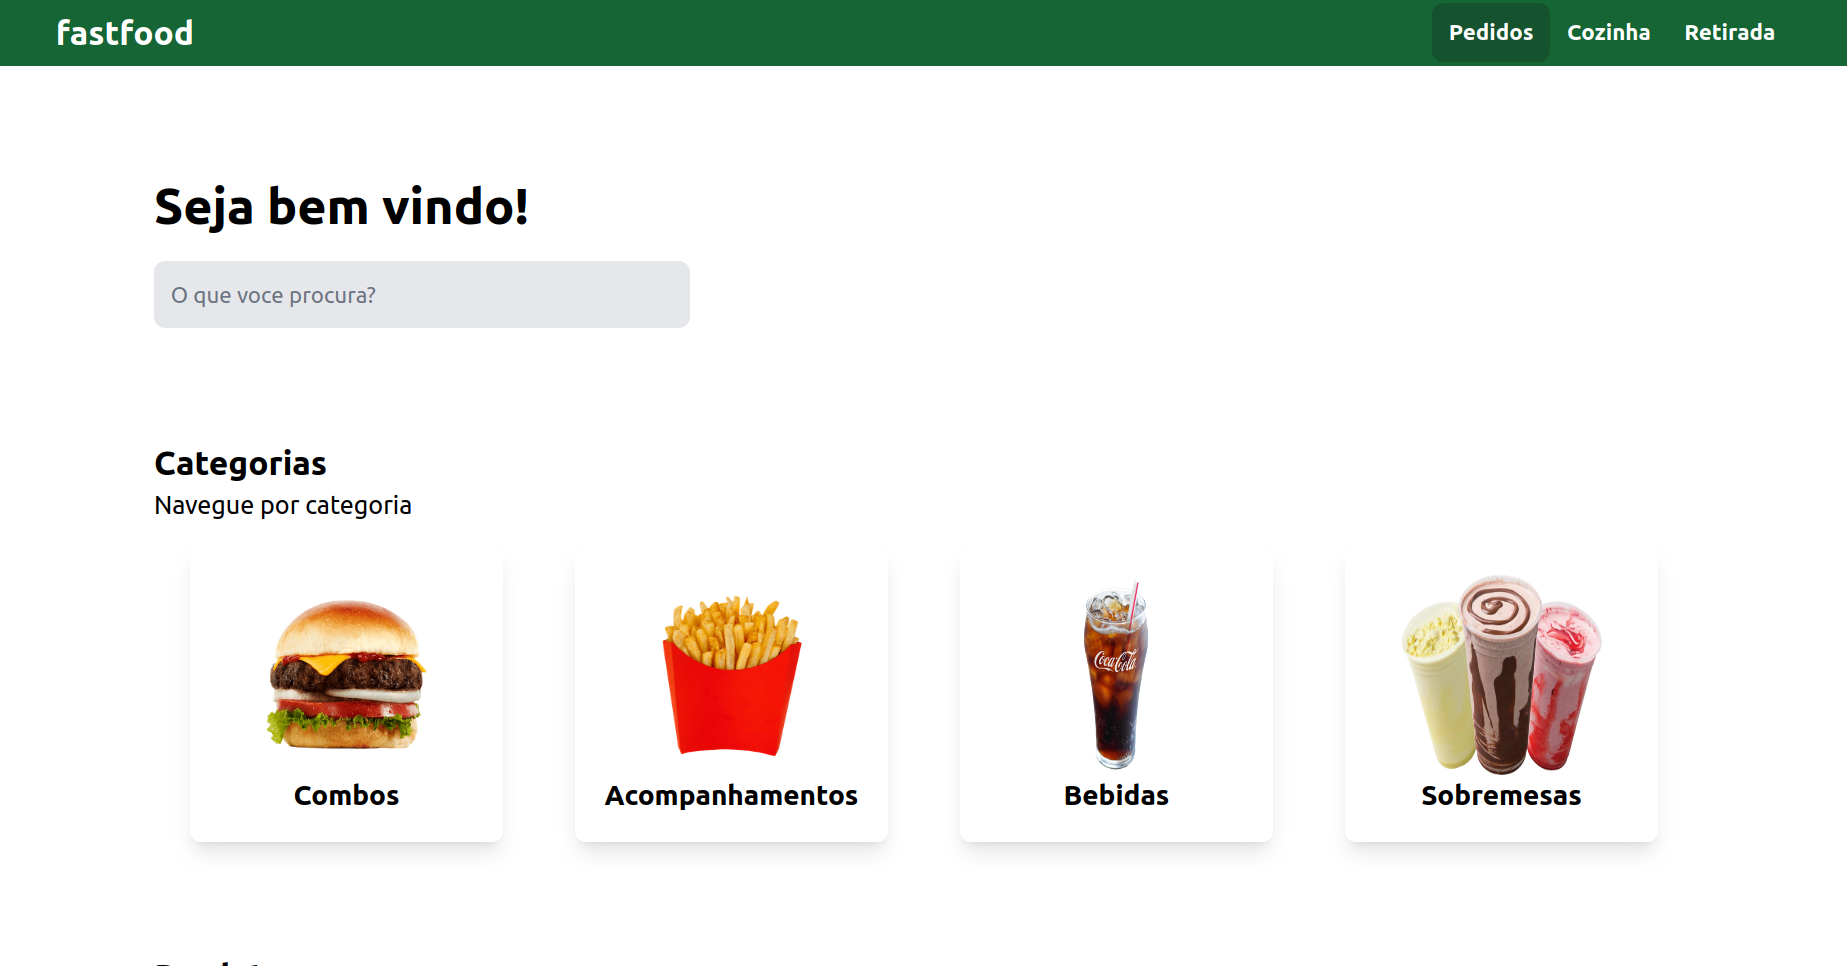 fastfood
Pedidos Cozinha Retirada
Seja bem vindo!
O que voce procura?
Categorias
Navegue por categoria
Coca-Cola
Combos
Acompanhamentos
Bebidas
Sobremesas